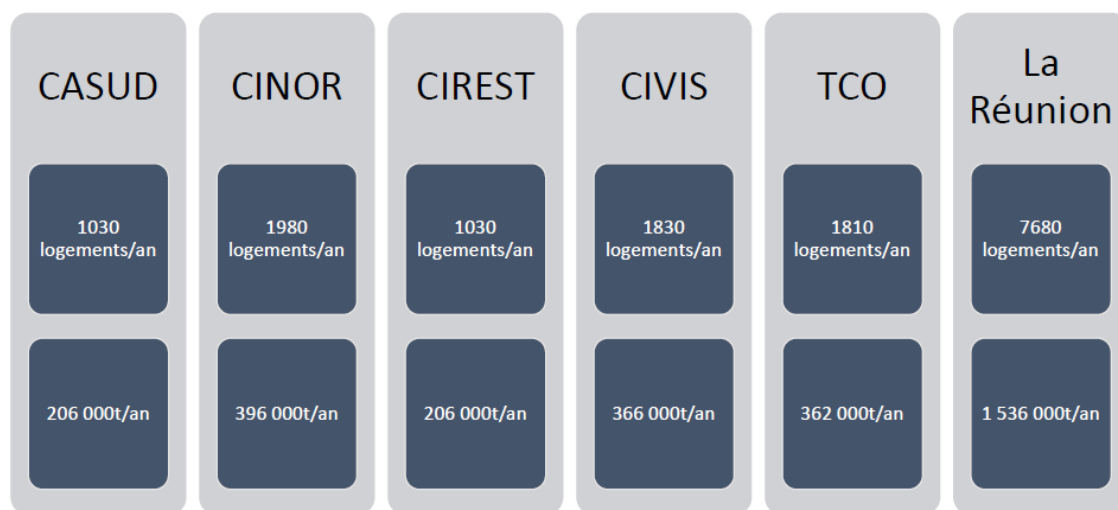 CASUD
1030
logements/an
206 000t/an
CINOR
1980
logements/an
396 000t/an
CIREST
1030
logements/an
206 000t/an
CIVIS
1830
logements/an
366 000t/an
TCO
1810
logements/an
362 000t/an
La
Réunion
7680
logements/an
1 536 000t/an